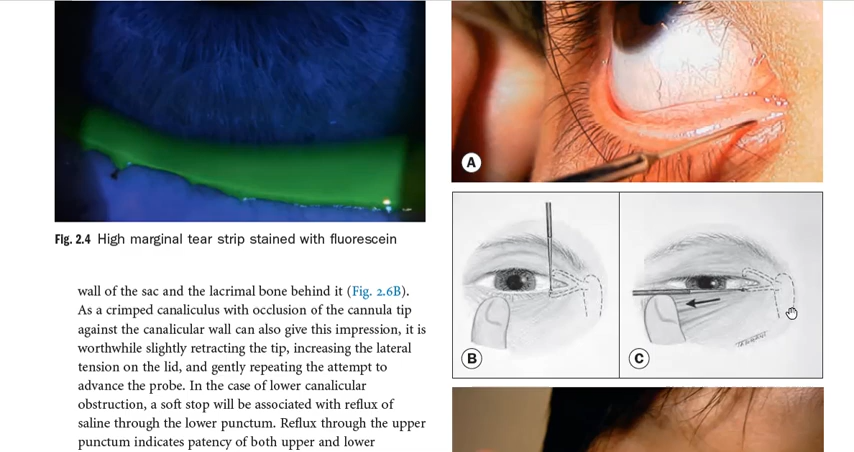 Fig. 2.4 High marginal tear strip stained with fluorescein
wall of the sac and the lacrimal bone behind it (Fig. 2.6B).
As a crimped canaliculus with occlusion of the cannula tip
against the canalicular wall can also give this impression, it is
worthwhile slightly retracting the tip, increasing the lateral
tension on the lid, and gently repeating the attempt to
advance the probe. In the case of lower canalicular
obstruction, a soft stop will be associated with reflux of
saline through the lower punctum. Reflux through the upper
punctum indicates patency of both upper and lower
A
B
C